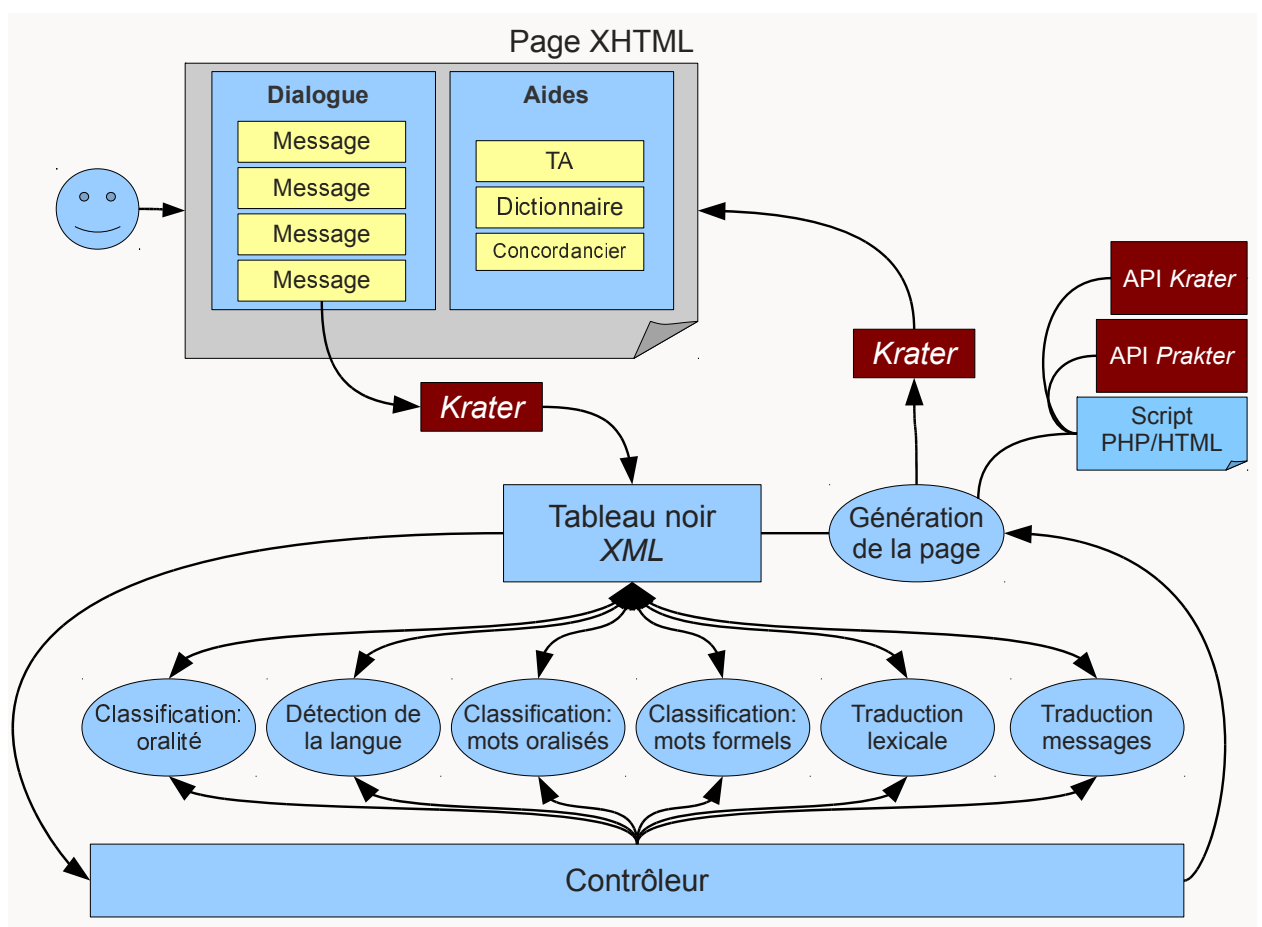 Page XHTML
Dialogue
Message
Message
Message
Message
Aides
TA
Dictionnaire
Concordancier
Krater
Krater
API Krater
API Prakter
Script
PHP/HTML
Tableau noir
XML
Génération
de la page
Classification:
oralité
Détection de
la langue
Classification:
mots oralisés
Classification:
mots formels
Traduction
lexicale
Traduction
messages
Contrôleur